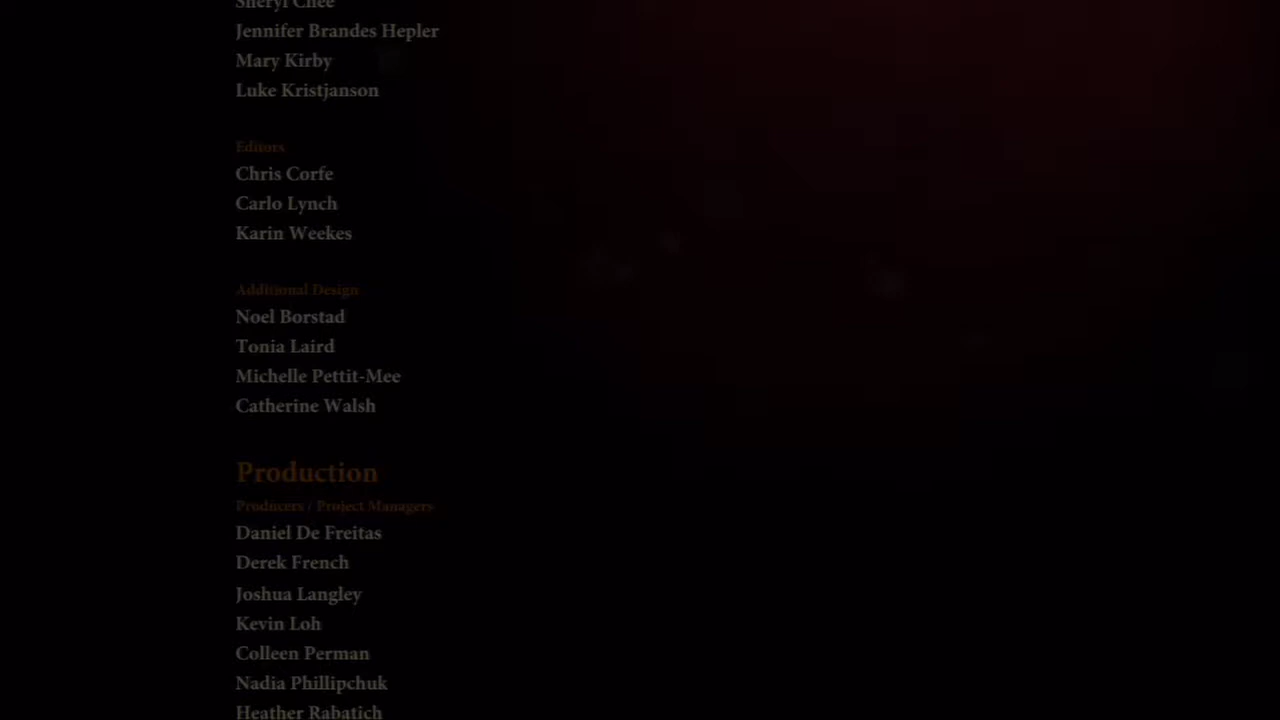 Sheryl Chee
Jennifer Brandes Hepler
Mary Kirby
Luke Kristjanson
Editors
Chris Corfe
Carlo Lynch
Karin Weekes
Additional Design
Noel Borstad
Tonia Laird
Michelle Pettit-Mee
Catherine Walsh
Production
Producers / Project Managers
Daniel De Freitas
Derek French
Joshua Langley
Kevin Loh
Colleen Perman
Nadia Phillipchuk
Heather Rabatich